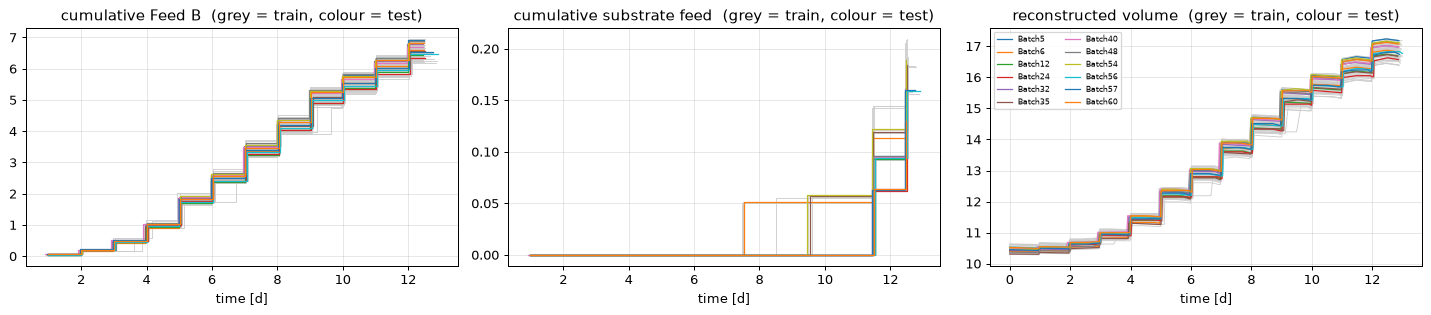 cumulative Feed B  (grey = train, colour = test)
7
6
5
4
3
2
1
0
2 4 6 8 10 12
time [d]
cumulative substrate feed  (grey = train, colour = test)
0.20
0.15
0.10
0.05
0.00
2 4 6 8 10 12
time [d]
reconstructed volume  (grey = train, colour = test)
17
16
15
14
13
12
11
10
Batch5 Batch40
Batch6 Batch48
Batch12 Batch54
Batch24 Batch56
Batch32 Batch57
Batch35 Batch60
0 2 4 6 8 10 12
time [d]